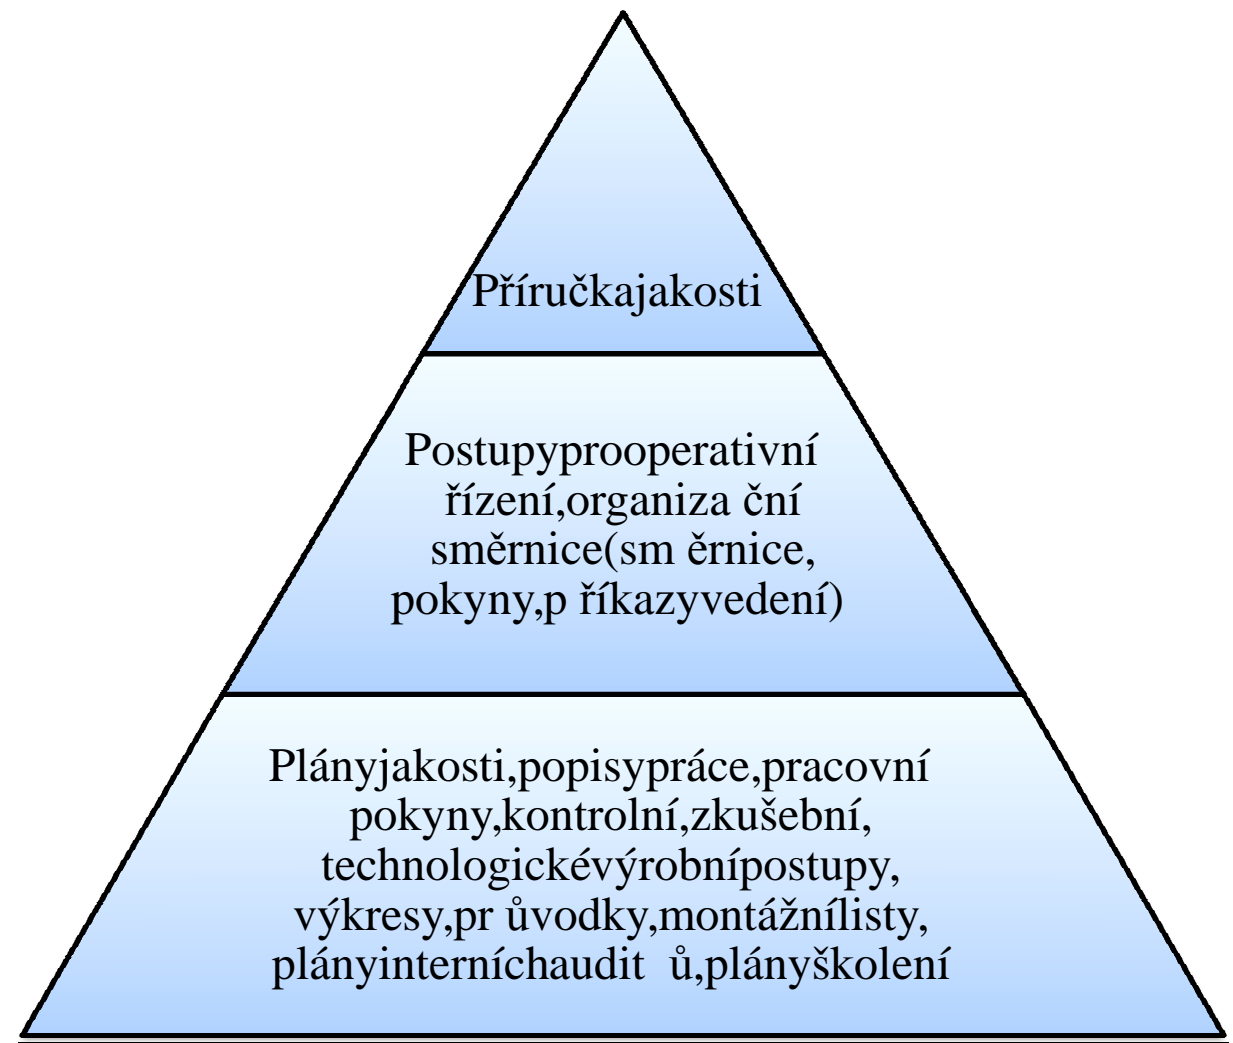 Příručkajakosti
Postupyprooperativní
řízení,organiza ční
směrnice(sm ěrnice,
pokyny,p říkazyvedení)
Plányjakosti,popisypráce,pracovní
pokyny,kontrolní,zkušební,
technologickévýrobnípostupy,
výkresy,pr ůvodky,montážnílisty,
plányinterníchaudit ů,plányškolení